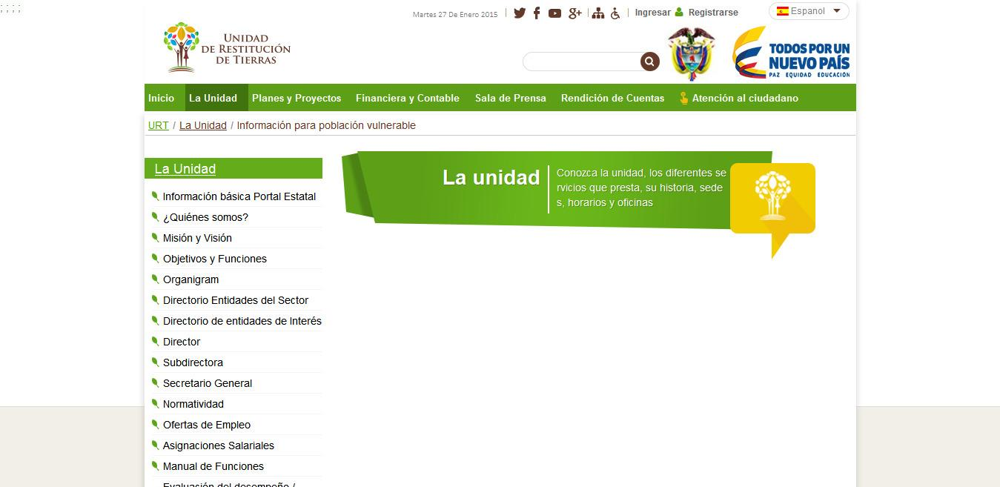 ; ; ; ;
Martes 27 De Enero 2015
Ingresar
Registrarse
Espanol
UNIDAD
DE RESTITUCIÓN
DE TIERRAS
TODOS POR UN
NUEVO PAÍS
PAZ EQUIDAD EDUCACIÓN
Inicio
La Unidad
Planes y Proyectos
Financiera y Contable
Sala de Prensa
Rendición de Cuentas
Atención al ciudadano
URT / La Unidad / Información para población vulnerable
La Unidad
Información básica Portal Estatal
¿Quiénes somos?
Misión y Visión
Objetivos y Funciones
Organigram
Directorio Entidades del Sector
Directorio de entidades de Interés
Director
Subdirectora
Secretario General
Normatividad
Ofertas de Empleo
Asignaciones Salariales
Manual de Funciones
Evaluación del desempeño /
La unidad
Conozca la unidad, los diferentes se
rvicios que presta, su historia, sede
s, horarios y oficinas